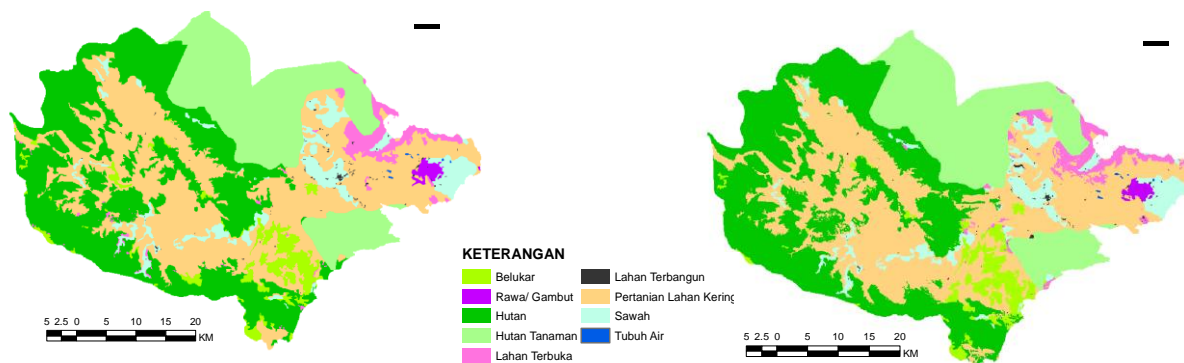 KETERANGAN
Belukar
Rawa/ Gambut
Hutan
Hutan Tanaman
Lahan Terbuka
Lahan Terbangun
Pertanian Lahan Kering
Sawah
Tubuh Air
5 2.5 0 5 10 15 20
KM
5 2.5 0 5 10 15 20
KM